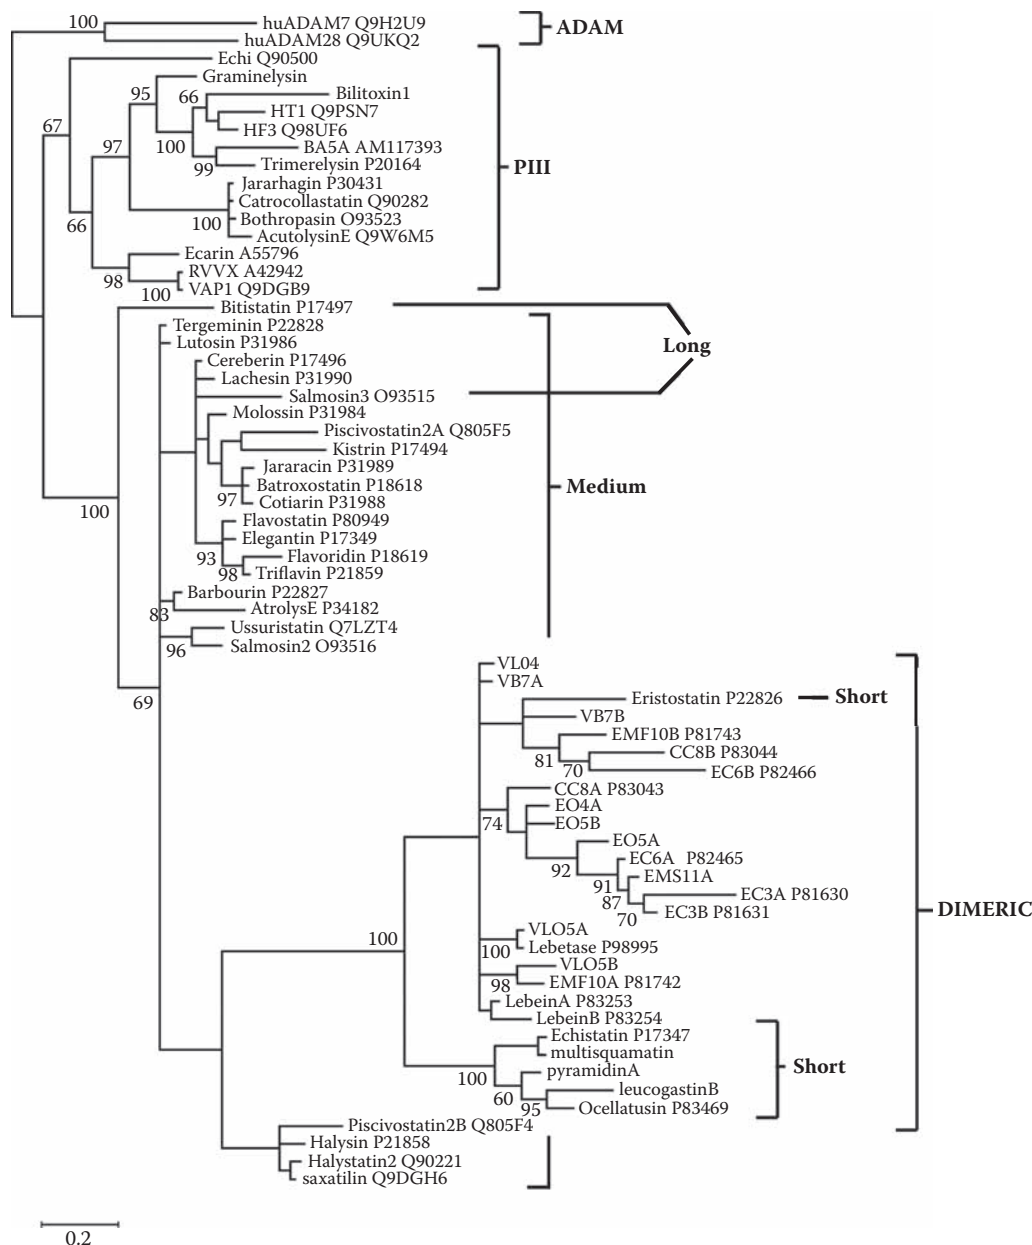 100
huADAM7 Q9H2U9
huADAM28 Q9UKQ2
ADAM
Echi Q90500
Graminelysin
95
66
Bilitoxin1
HT1 Q9PSN7
67
HF3 Q98UF6
97
100
BA5A AM117393
99
Trimerelysin P20164
PIII
Jararhagin P30431
Catrocollastatin Q90282
66
100
Bothropasin O93523
AcutolysinE Q9W6M5
Ecarin A55796
98
RVVX A42942
100
VAP1 Q9DGB9
Bitistatin P17497
Tergeminin P22828
Lutosin P31986
Long
Cereberin P17496
Lachesin P31990
Salmosin3 O93515
Molossin P31984
Piscivostatin2A Q805F5
Kistrin P17494
Jararacin P31989
Batroxostatin P18618
Medium
97
Cotiarin P31988
100
Flavostatin P80949
Elegantin P17349
93
Flavoridin P18619
98
Triflavin P21859
Barbourin P22827
83
AtrolysE P34182
Ussuristatin Q7LZT4
96
Salmosin2 O93516
VL04
VB7A
69
Eristostatin P22826
Short
VB7B
EMF10B P81743
81
CC8B P83044
70
EC6B P82466
CC8A P83043
EO4A
74
EO5B
EO5A
92
EC6A P82465
91
EMS11A
87
EC3A P81630
70
EC3B P81631
DIMERIC
VLO5A
100
100
Lebetase P98995
VLO5B
98
EMF10A P81742
LebeinA P83253
LebeinB P83254
Echistatin P17347
multisquamatin
Short
100
pyramidinA
60
leucogastinB
95
Ocellatusin P83469
Piscivostatin2B Q805F4
Halysin P21858
Halystatin2 Q90221
saxatilin Q9DGH6
0.2